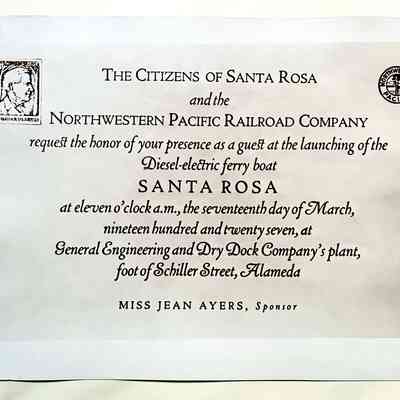 THE CITIZENS OF SANTA ROSA
and the
NORTHWESTERN PACIFIC RAILROAD COMPANY
request the honor of your presence as a guest at the launching of the
Diesel-electric ferry boat
SANTA ROSA
at eleven o'clock a.m., the seventeenth day of March,
nineteen hundred and twenty seven, at
General Engineering and Dry Dock Company's plant,
foot of Schiller Street, Alameda
MISS JEAN AYERS, Sponsor